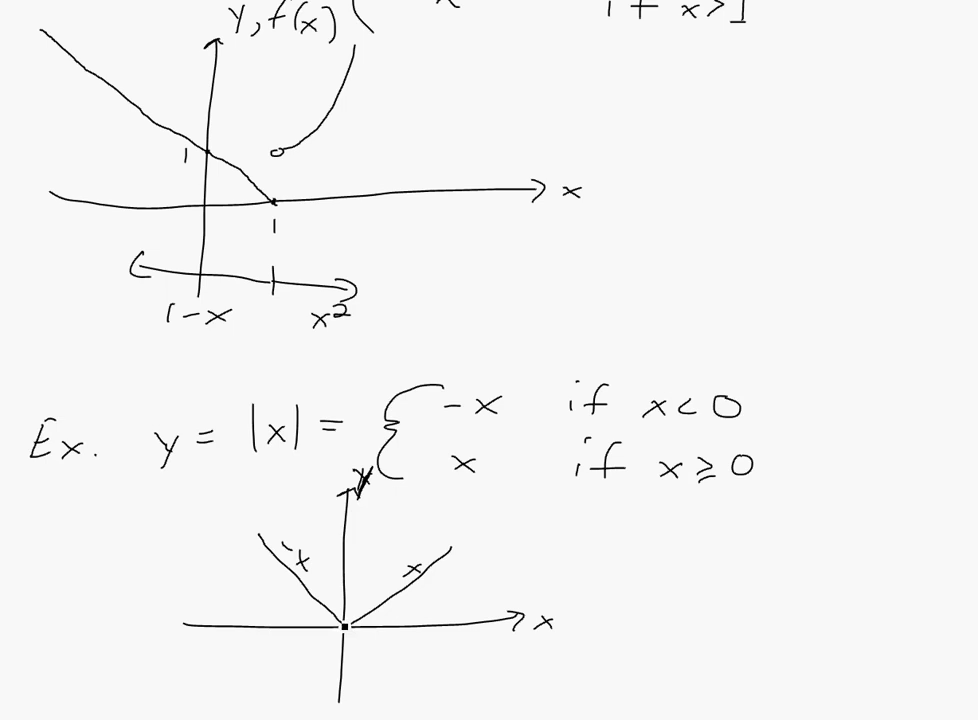 y, f(x) if x>1
1
x
1
1-x x²
Ex. y = |x| = { -x if x<0
x if x ≥ 0
y
-x x
x